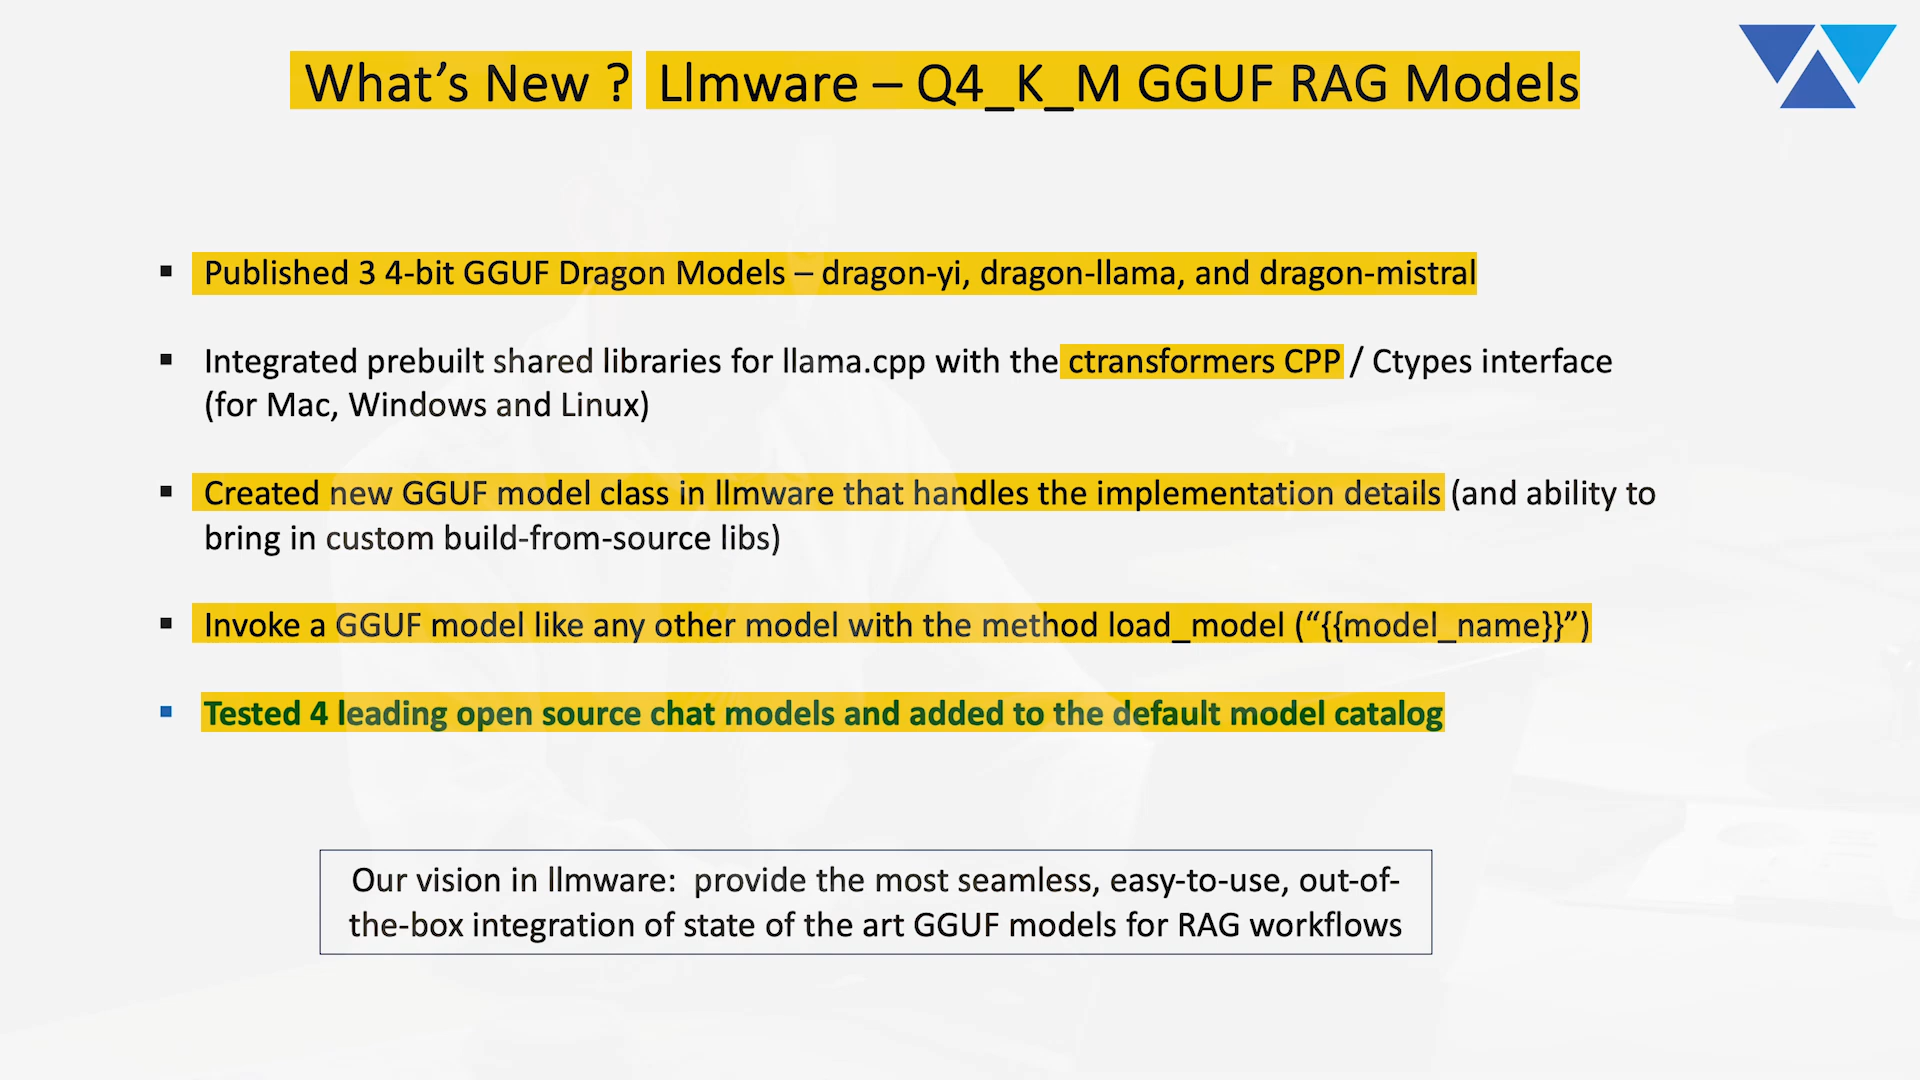 What’s New ? Llmware – Q4_K_M GGUF RAG Models
▪ Published 3 4-bit GGUF Dragon Models – dragon-yi, dragon-llama, and dragon-mistral
▪ Integrated prebuilt shared libraries for llama.cpp with the ctransformers CPP / Ctypes interface
(for Mac, Windows and Linux)
▪ Created new GGUF model class in llmware that handles the implementation details (and ability to
bring in custom build-from-source libs)
▪ Invoke a GGUF model like any other model with the method load_model (“{{model_name}}”)
▪ Tested 4 leading open source chat models and added to the default model catalog
Our vision in llmware:  provide the most seamless, easy-to-use, out-of-
the-box integration of state of the art GGUF models for RAG workflows